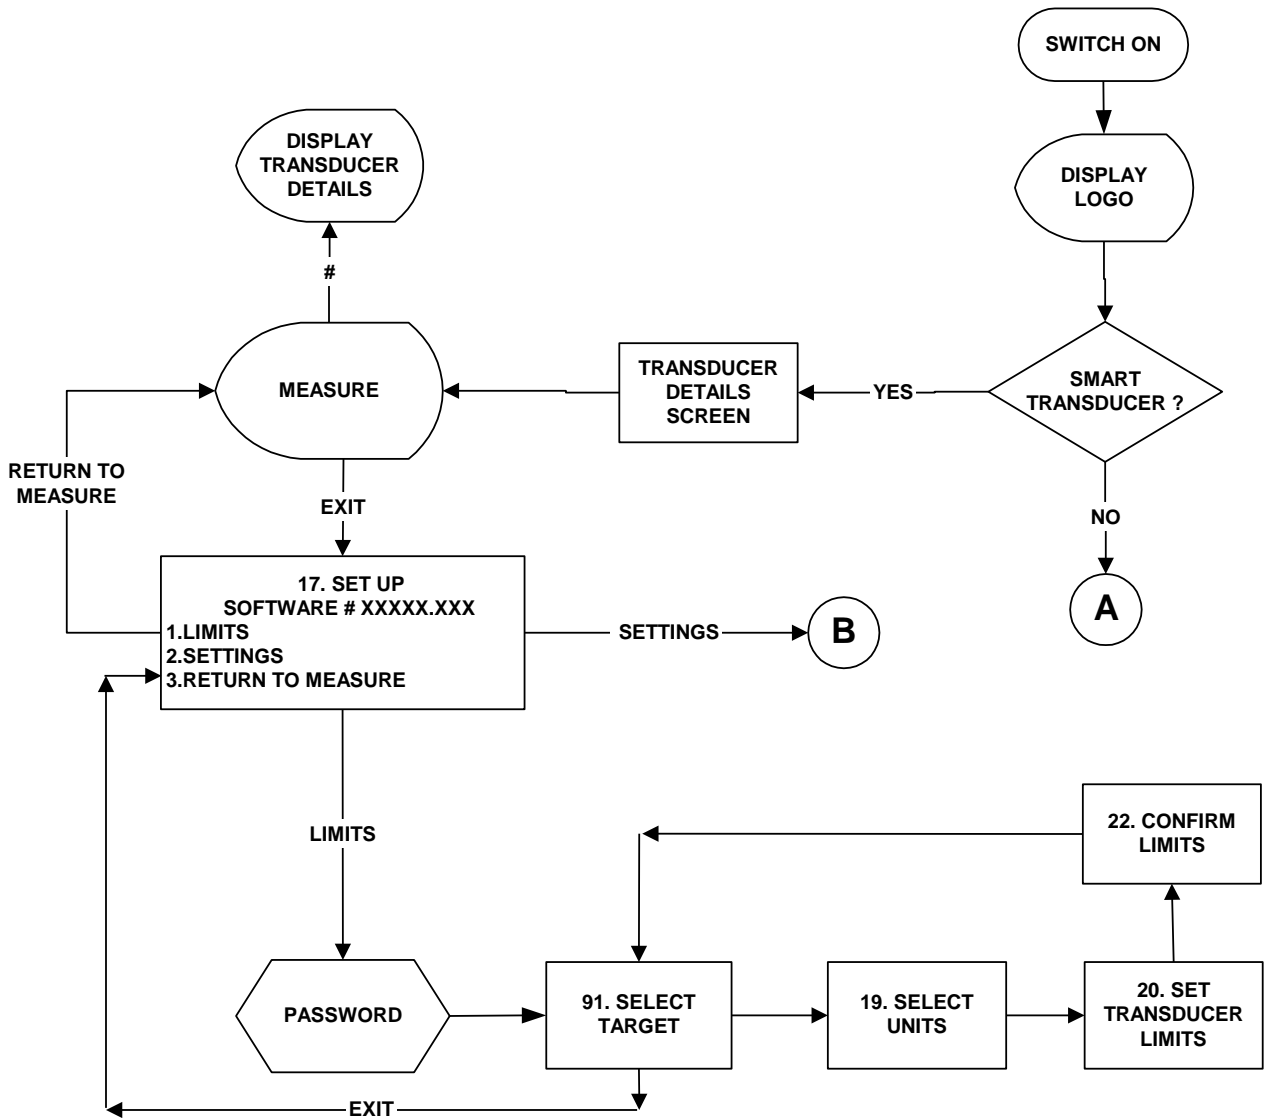 SWITCH ON
DISPLAY
TRANSDUCER
DETAILS
DISPLAY
LOGO
#
MEASURE
TRANSDUCER
DETAILS
SCREEN
YES
SMART
TRANSDUCER ?
RETURN TO
MEASURE
EXIT
NO
17. SET UP
SOFTWARE # XXXXX.XXX
1.LIMITS
2.SETTINGS
3.RETURN TO MEASURE
SETTINGS
B
A
LIMITS
22. CONFIRM
LIMITS
PASSWORD
91. SELECT
TARGET
19. SELECT
UNITS
20. SET
TRANSDUCER
LIMITS
EXIT